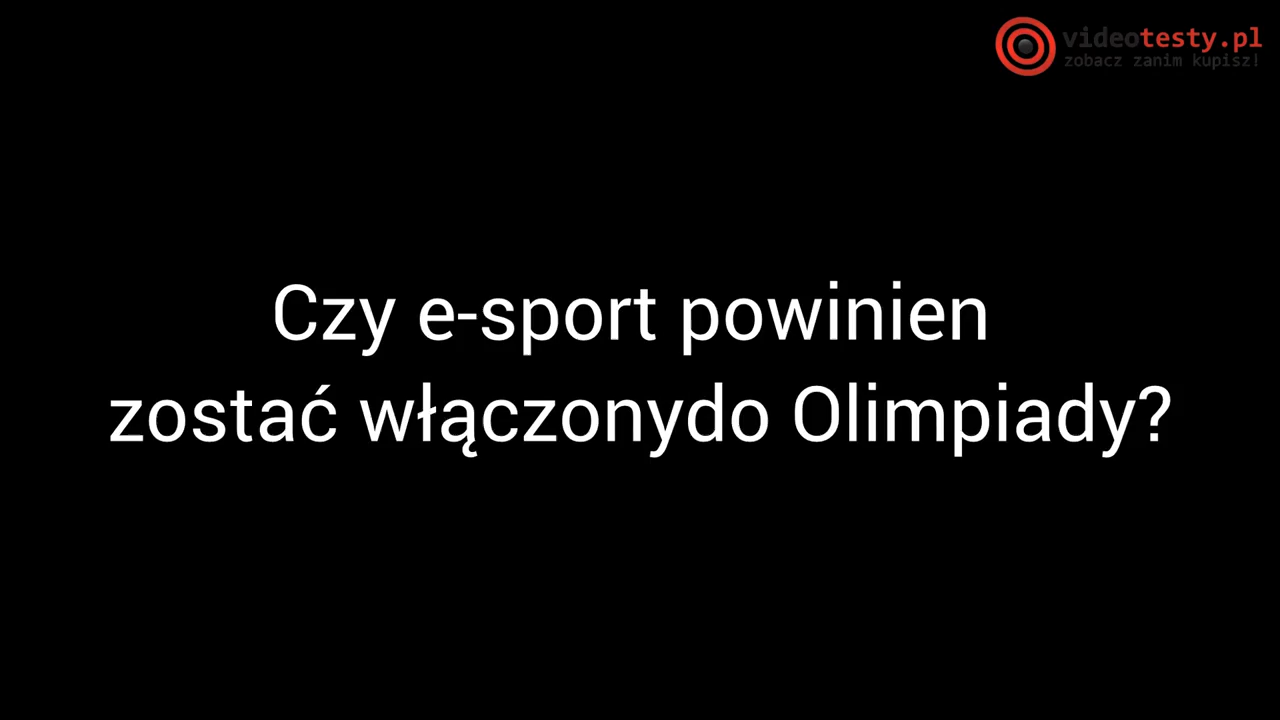 videotesty.pl
zobacz zanim kupisz!
Czy e-sport powinien
zostać włączonydo Olimpiady?